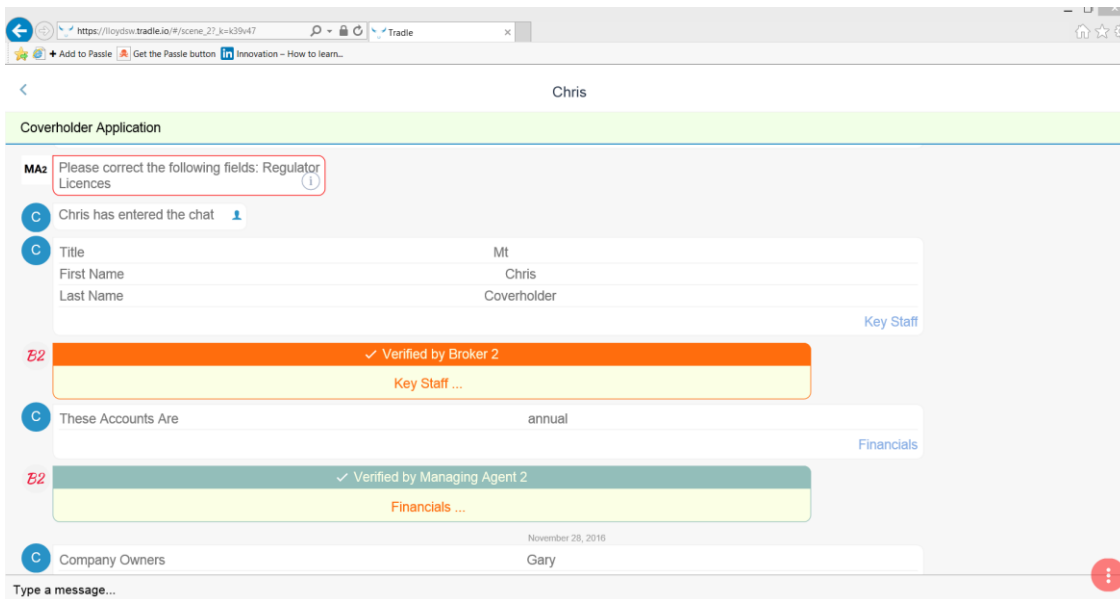 https://lloydsw.tradle.io/#/scene_2?_k=k39v47
Tradle
Add to Passle Get the Passle button in Innovation – How to learn...
Chris
Coverholder Application
MA2 Please correct the following fields: Regulator
Licences
C Chris has entered the chat
C Title Mt
First Name Chris
Last Name Coverholder
Key Staff
B2 ✓ Verified by Broker 2
Key Staff ...
C These Accounts Are annual
Financials
B2 ✓ Verified by Managing Agent 2
Financials ...
November 28, 2016
C Company Owners Gary
Type a message...